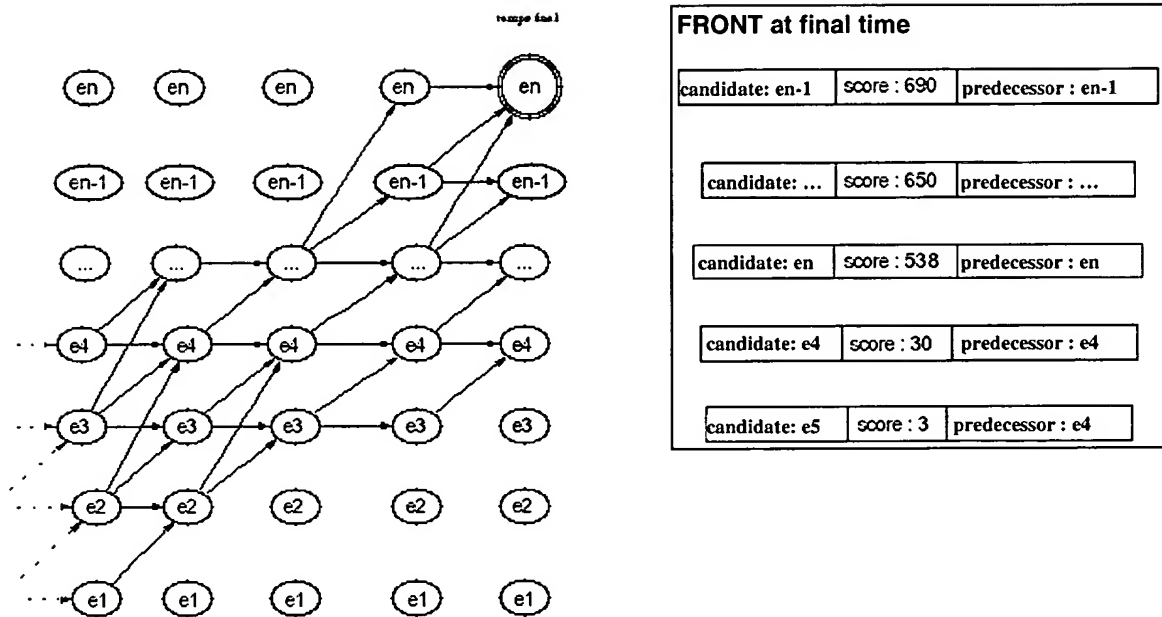 tempo final
en en en en en
en-1 en-1 en-1 en-1 en-1
... ... ... ... ...
e4 e4 e4 e4 e4
e3 e3 e3 e3 e3
e2 e2 e2 e2 e2
e1 e1 e1 e1 e1
FRONT at final time
candidate: en-1 score : 690 predecessor : en-1
candidate: ... score : 650 predecessor : ...
candidate: en score : 538 predecessor : en
candidate: e4 score : 30 predecessor : e4
candidate: e5 score : 3 predecessor : e4